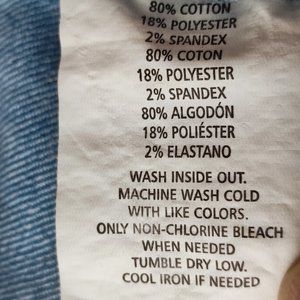 80% COTTON
18% POLYESTER
2% SPANDEX
80% COTON
18% POLYESTER
2% SPANDEX
80% ALGODÓN
18% POLIÉSTER
2% ELASTANO
WASH INSIDE OUT.
MACHINE WASH COLD
WITH LIKE COLORS.
ONLY NON-CHLORINE BLEACH
WHEN NEEDED
TUMBLE DRY LOW.
COOL IRON IF NEEDED